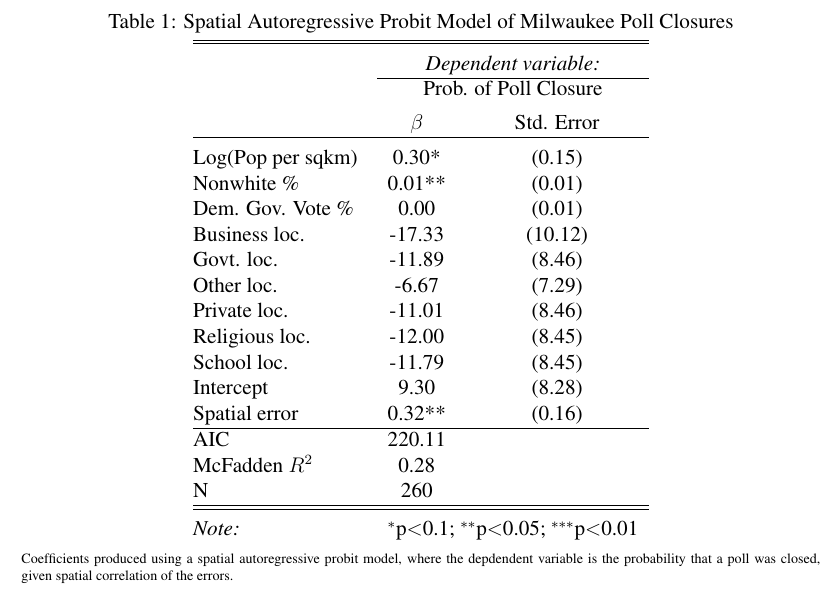 Table 1: Spatial Autoregressive Probit Model of Milwaukee Poll Closures
Dependent variable:
Prob. of Poll Closure
β Std. Error
Log(Pop per sqkm) 0.30* (0.15)
Nonwhite % 0.01** (0.01)
Dem. Gov. Vote % 0.00 (0.01)
Business loc. -17.33 (10.12)
Govt. loc. -11.89 (8.46)
Other loc. -6.67 (7.29)
Private loc. -11.01 (8.46)
Religious loc. -12.00 (8.45)
School loc. -11.79 (8.45)
Intercept 9.30 (8.28)
Spatial error 0.32** (0.16)
AIC 220.11
McFadden R² 0.28
N 260
Note: *p<0.1; **p<0.05; ***p<0.01
Coefficients produced using a spatial autoregressive probit model, where the depdendent variable is the probability that a poll was closed,
given spatial correlation of the errors.